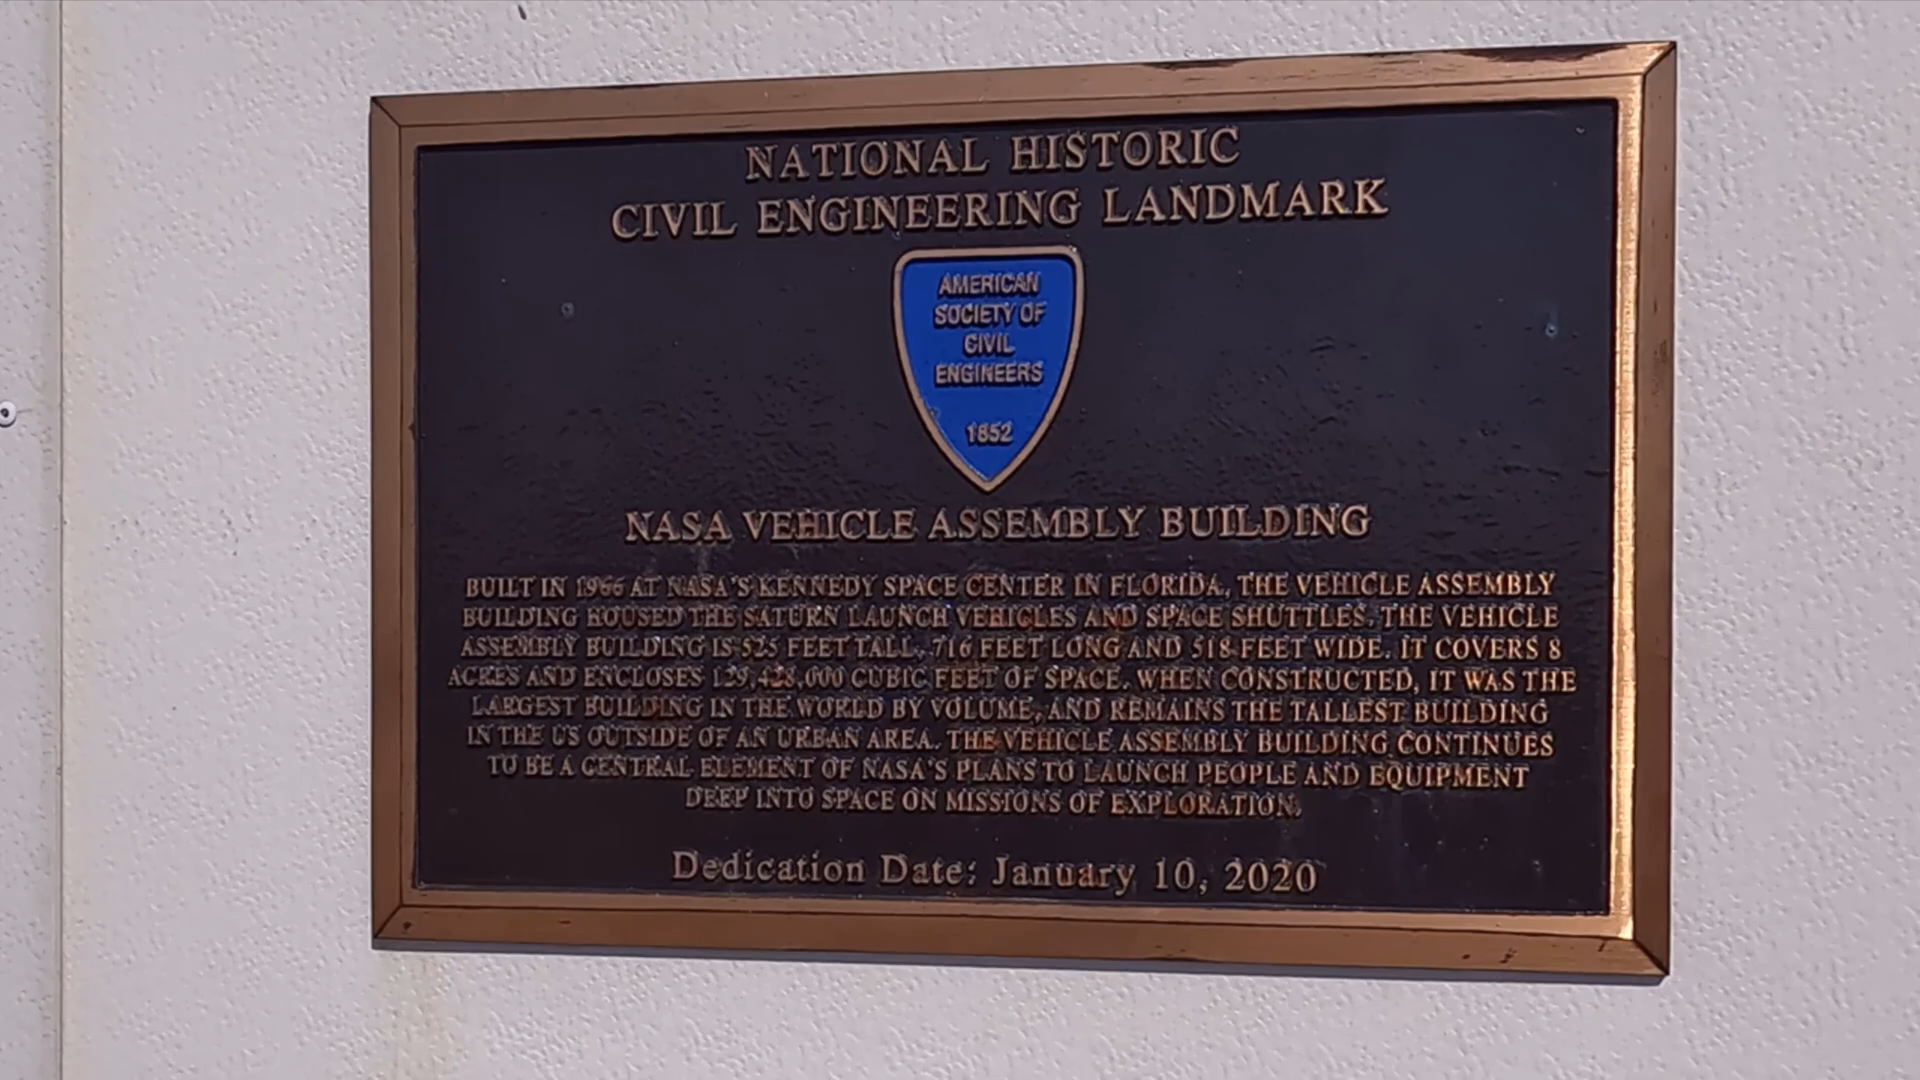 NATIONAL HISTORIC
CIVIL ENGINEERING LANDMARK
AMERICAN
SOCIETY OF
CIVIL
ENGINEERS
1852
NASA VEHICLE ASSEMBLY BUILDING
BUILT IN 1966 AT NASA'S KENNEDY SPACE CENTER IN FLORIDA, THE VEHICLE ASSEMBLY
BUILDING HOUSED THE SATURN LAUNCH VEHICLES AND SPACE SHUTTLES. THE VEHICLE
ASSEMBLY BUILDING IS 525 FEET TALL, 716 FEET LONG AND 518 FEET WIDE. IT COVERS 8
ACRES AND ENCLOSES 129,428,000 CUBIC FEET OF SPACE. WHEN CONSTRUCTED, IT WAS THE
LARGEST BUILDING IN THE WORLD BY VOLUME, AND REMAINS THE TALLEST BUILDING
IN THE US OUTSIDE OF AN URBAN AREA. THE VEHICLE ASSEMBLY BUILDING CONTINUES
TO BE A CENTRAL ELEMENT OF NASA'S PLANS TO LAUNCH PEOPLE AND EQUIPMENT
DEEP INTO SPACE ON MISSIONS OF EXPLORATION.
Dedication Date: January 10, 2020